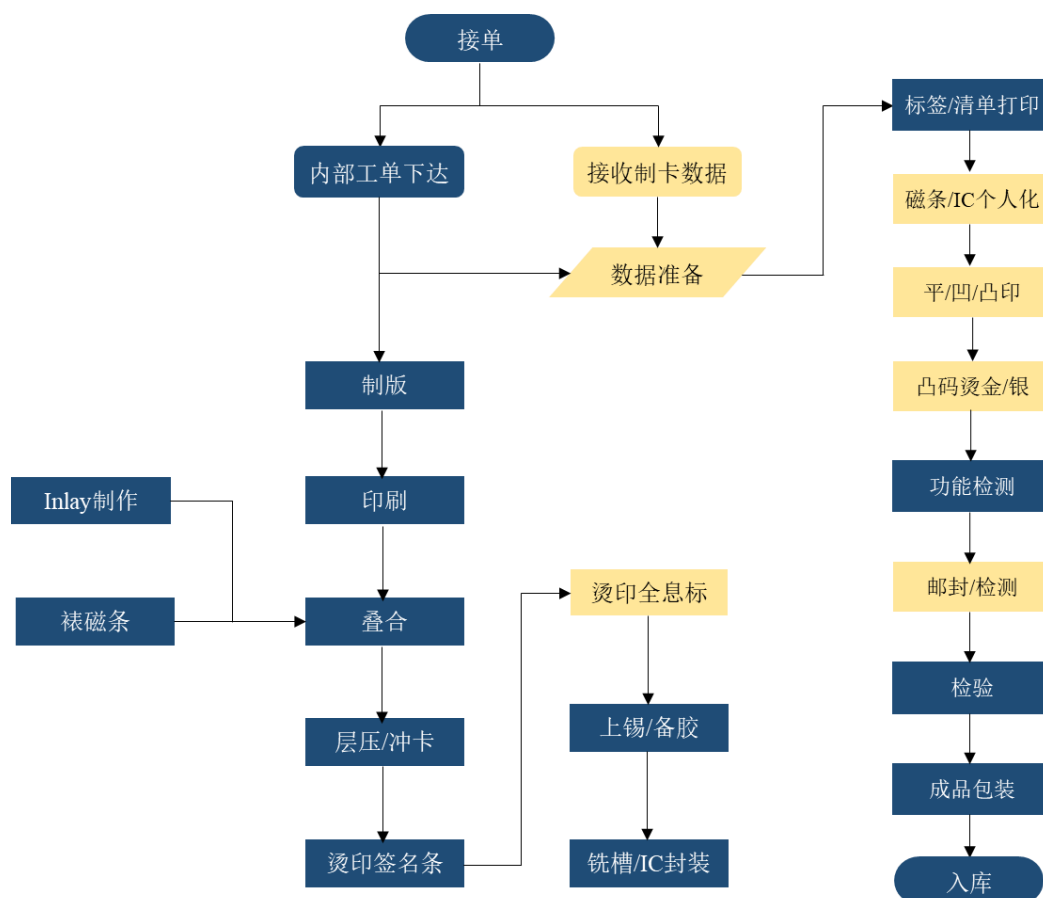 接单
内部工单下达
接收制卡数据
数据准备
制版
印刷
Inlay制作
裱磁条
叠合
层压/冲卡
烫印签名条
烫印全息标
上锡/备胶
铣槽/IC封装
标签/清单打印
磁条/IC个人化
平/凹/凸印
凸码烫金/银
功能检测
邮封/检测
检验
成品包装
入库